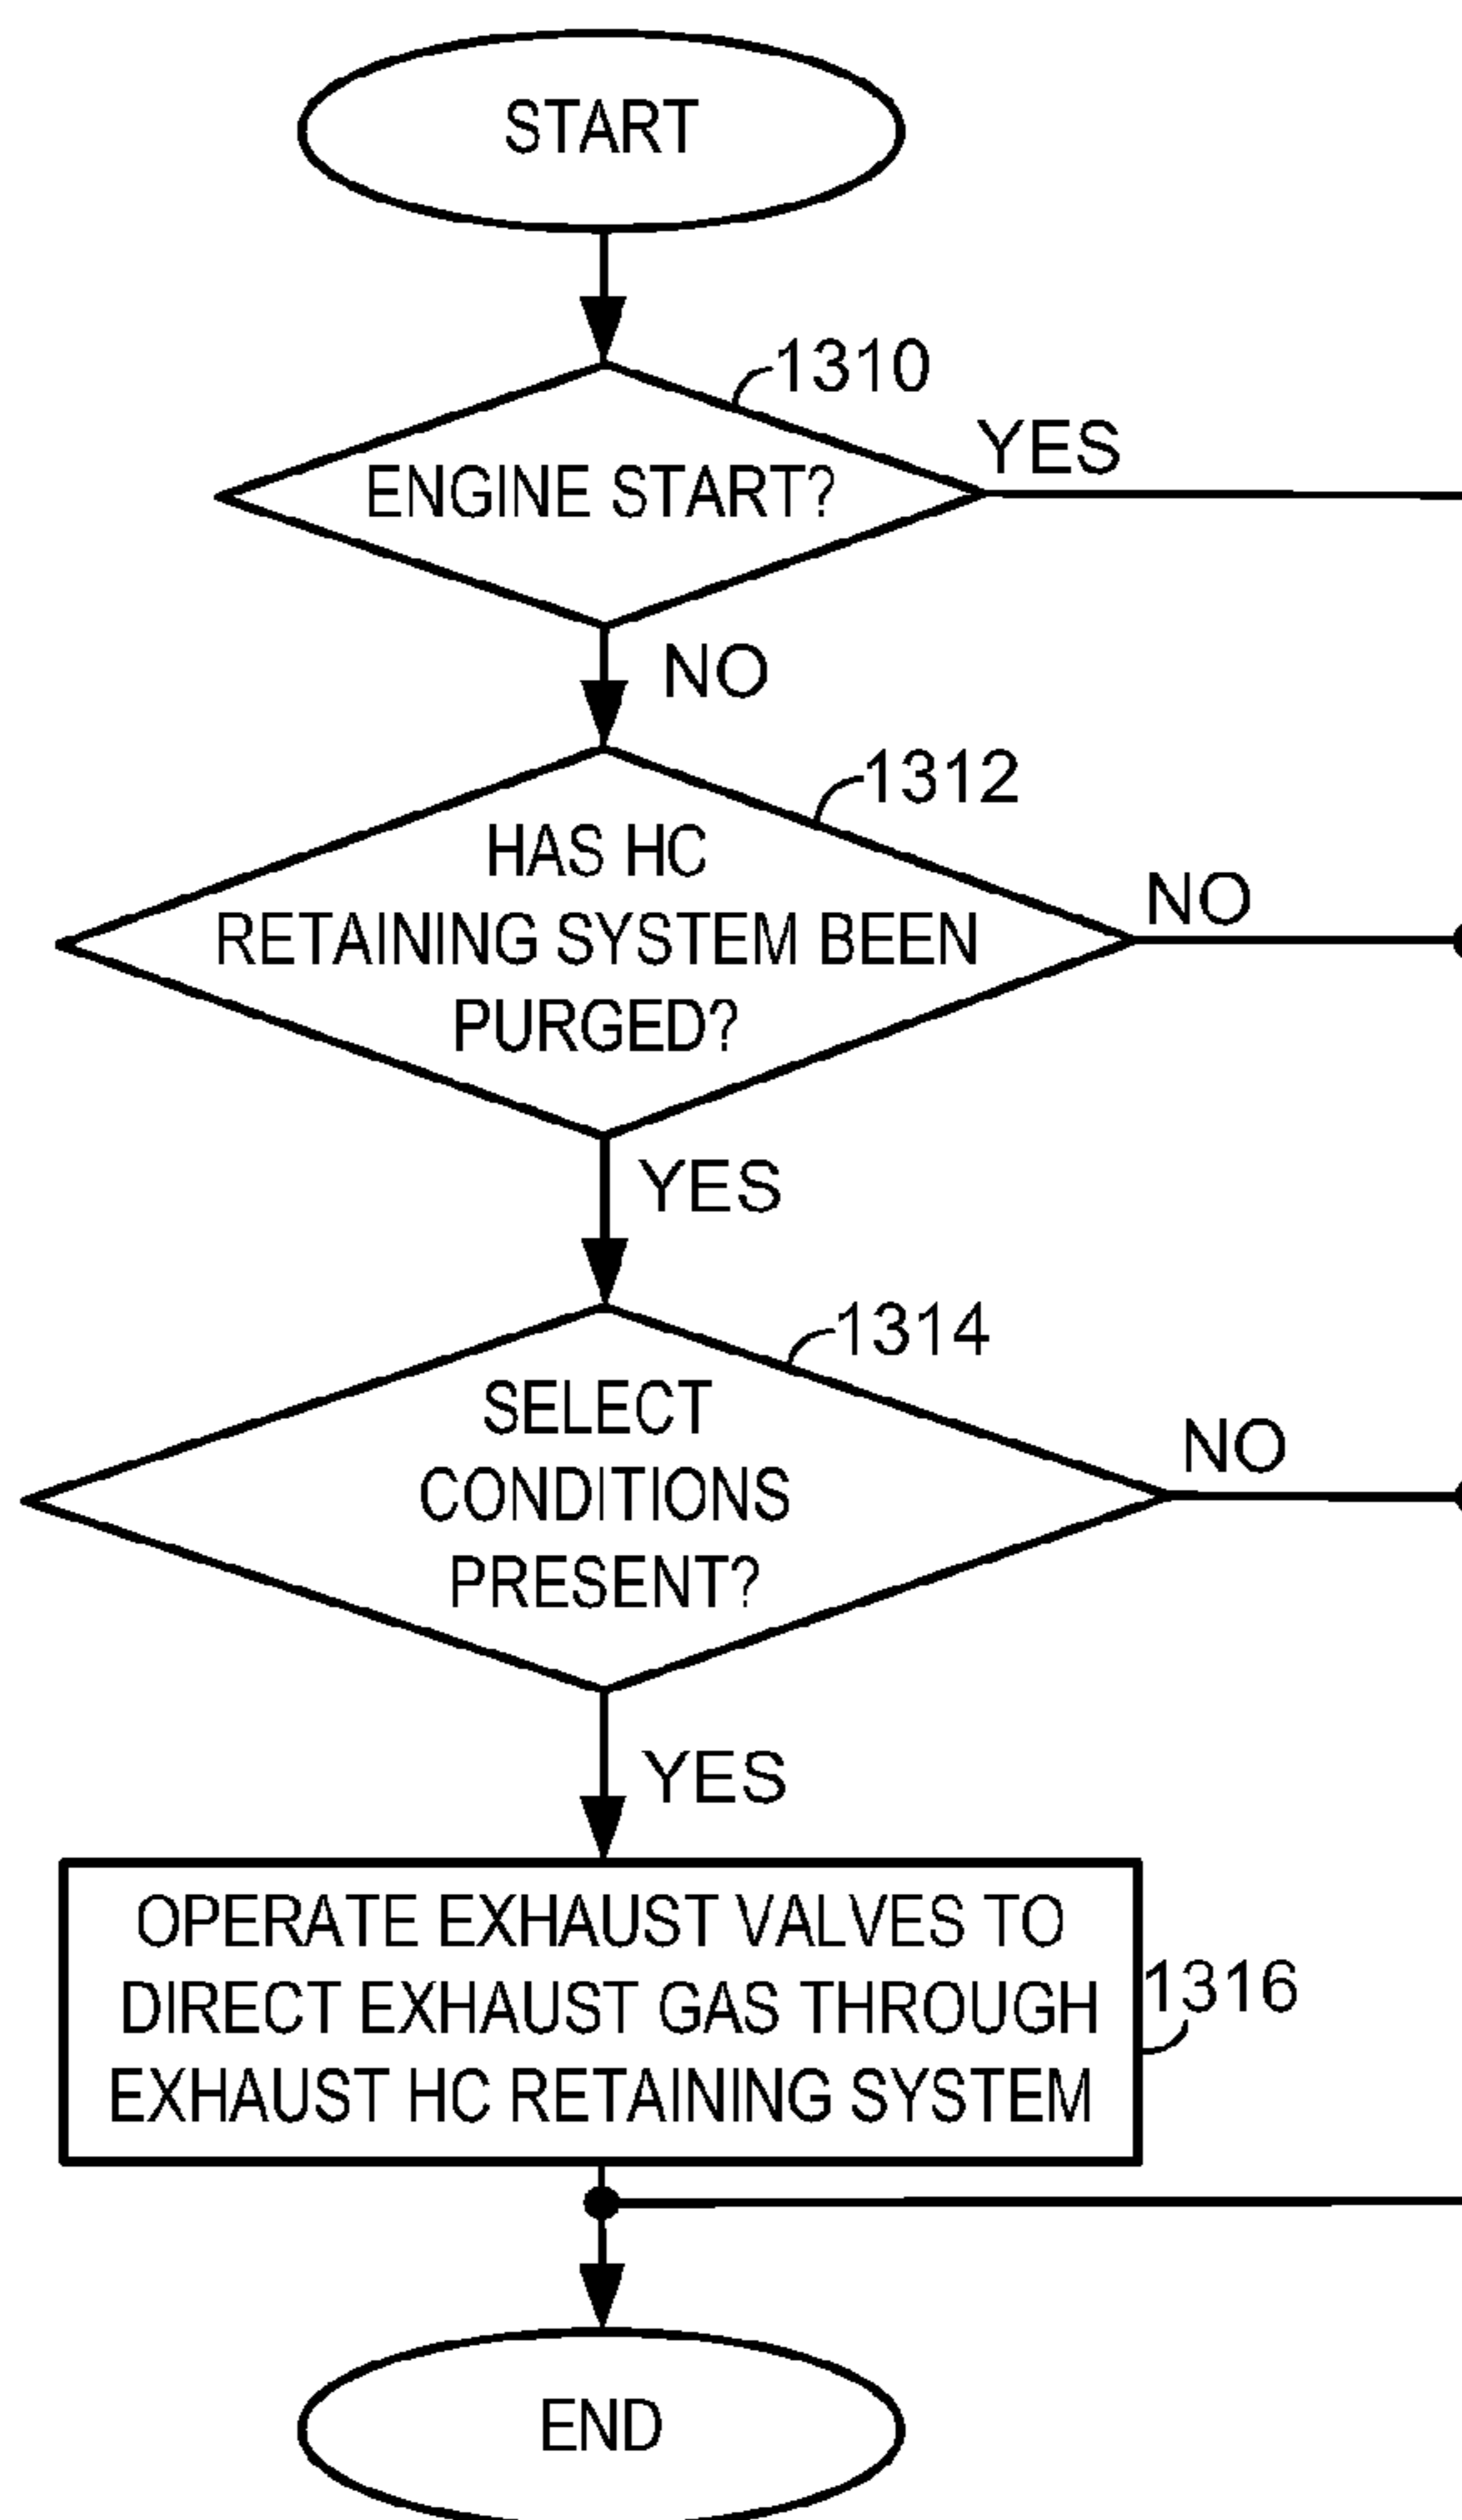 START
1310
YES
ENGINE START?
NO
1312
HAS HC
NO
RETAINING SYSTEM BEEN
PURGED?
YES
1314
SELECT
NO
CONDITIONS
PRESENT?
YES
OPERATE EXHAUST VALVES TO
DIRECT EXHAUST GAS THROUGH
1316
EXHAUST HC RETAINING SYSTEM
END